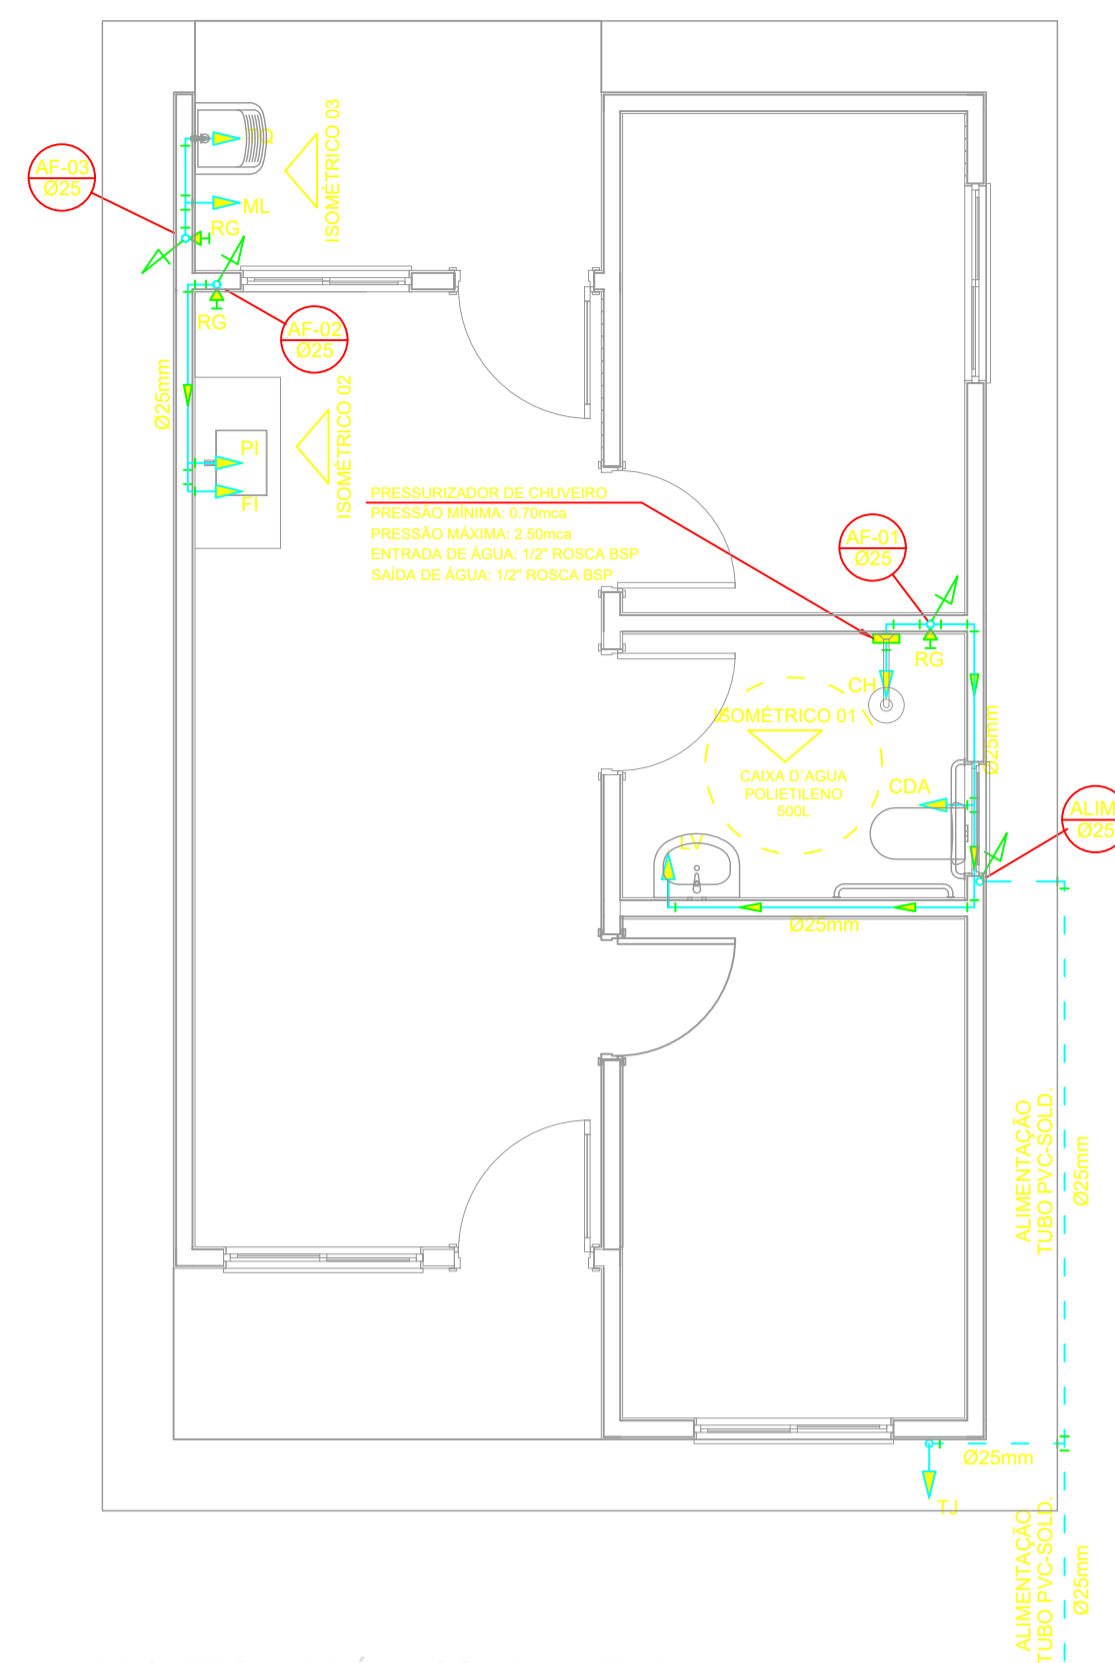 ISOMÉTRICO 03
AF-03
Ø25
ML
RG
RG
AF-02
Ø25
Ø25mm
ISOMÉTRICO 02
PI
FI
PRESSURIZADOR DE CHUVEIRO
PRESSÃO MÍNIMA: 0.70mca
PRESSÃO MÁXIMA: 2.50mca
ENTRADA DE ÁGUA: 1/2" ROSCA BSP
SAÍDA DE ÁGUA: 1/2" ROSCA BSP
AF-01
Ø25
RG
CH
ISOMÉTRICO 01
Ø25mm
CAIXA D`AGUA
POLIETILENO
500L
CDA
ALIM
Ø25
LV
Ø25mm
ALIMENTAÇÃO
TUBO PVC-SOLD.
Ø25mm
Ø25mm
TJ
ALIMENTAÇÃO
TUBO PVC-SOLD.
Ø25mm